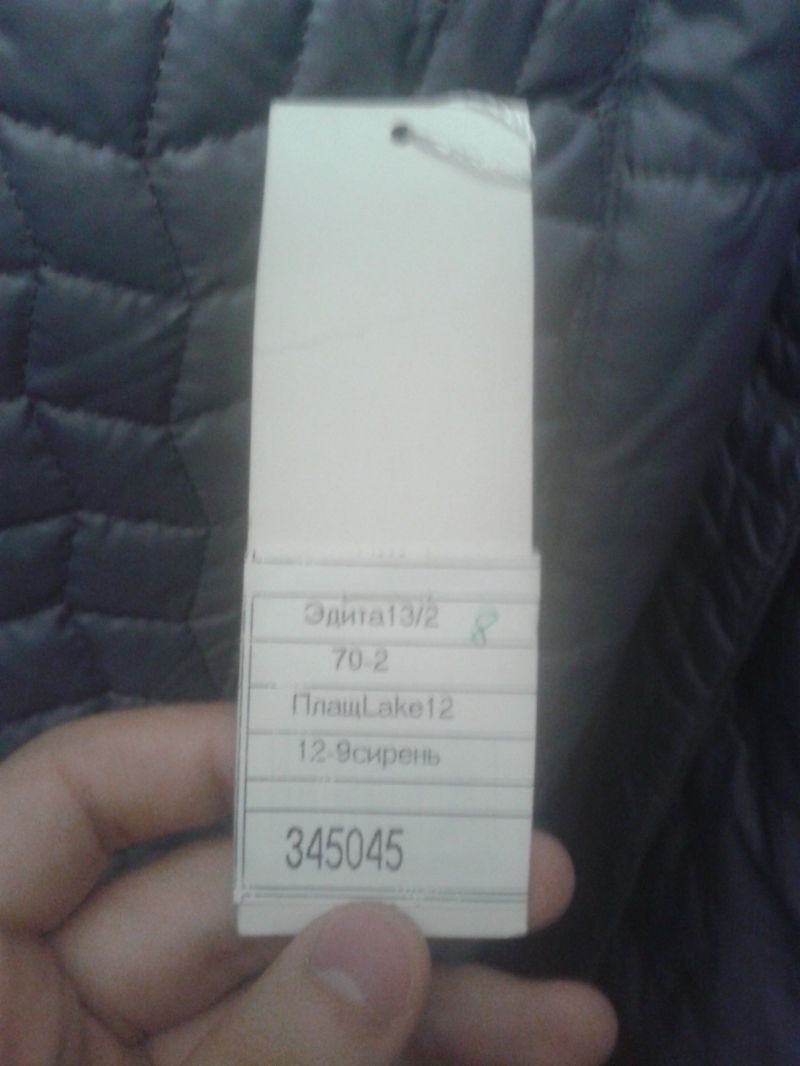 Эдита13/2 8
70-2
ПлащLake12
12-9сирень
345045